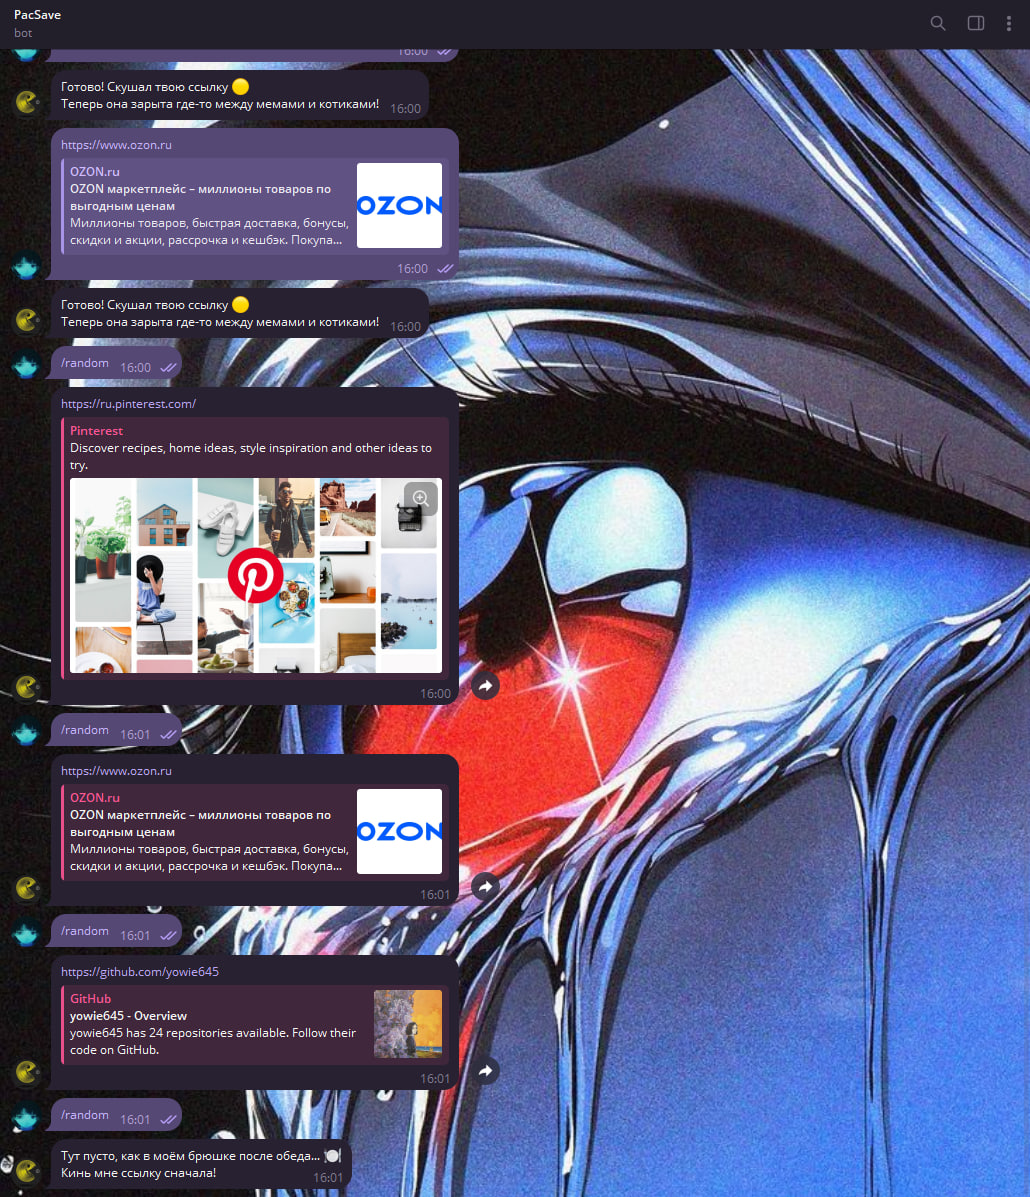 PacSave
bot
16:00
Готово! Скушал твою ссылку
Теперь она зарыта где-то между мемами и котиками!
16:00
https://www.ozon.ru
OZON.ru
OZON маркетплейс – миллионы товаров по
выгодным ценам
Миллионы товаров, быстрая доставка, бонусы,
скидки и акции, рассрочка и кешбэк. Покупа...
OZON
16:00
Готово! Скушал твою ссылку
Теперь она зарыта где-то между мемами и котиками!
16:00
/random 16:00
https://ru.pinterest.com/
Pinterest
Discover recipes, home ideas, style inspiration and other ideas to
try.
16:00
/random 16:01
https://www.ozon.ru
OZON.ru
OZON маркетплейс – миллионы товаров по
выгодным ценам
Миллионы товаров, быстрая доставка, бонусы,
скидки и акции, рассрочка и кешбэк. Покупа...
OZON
16:01
/random 16:01
https://github.com/yowie645
GitHub
yowie645 - Overview
yowie645 has 24 repositories available. Follow their
code on GitHub.
16:01
/random 16:01
Тут пусто, как в моём брюшке после обеда...
Кинь мне ссылку сначала!
16:01